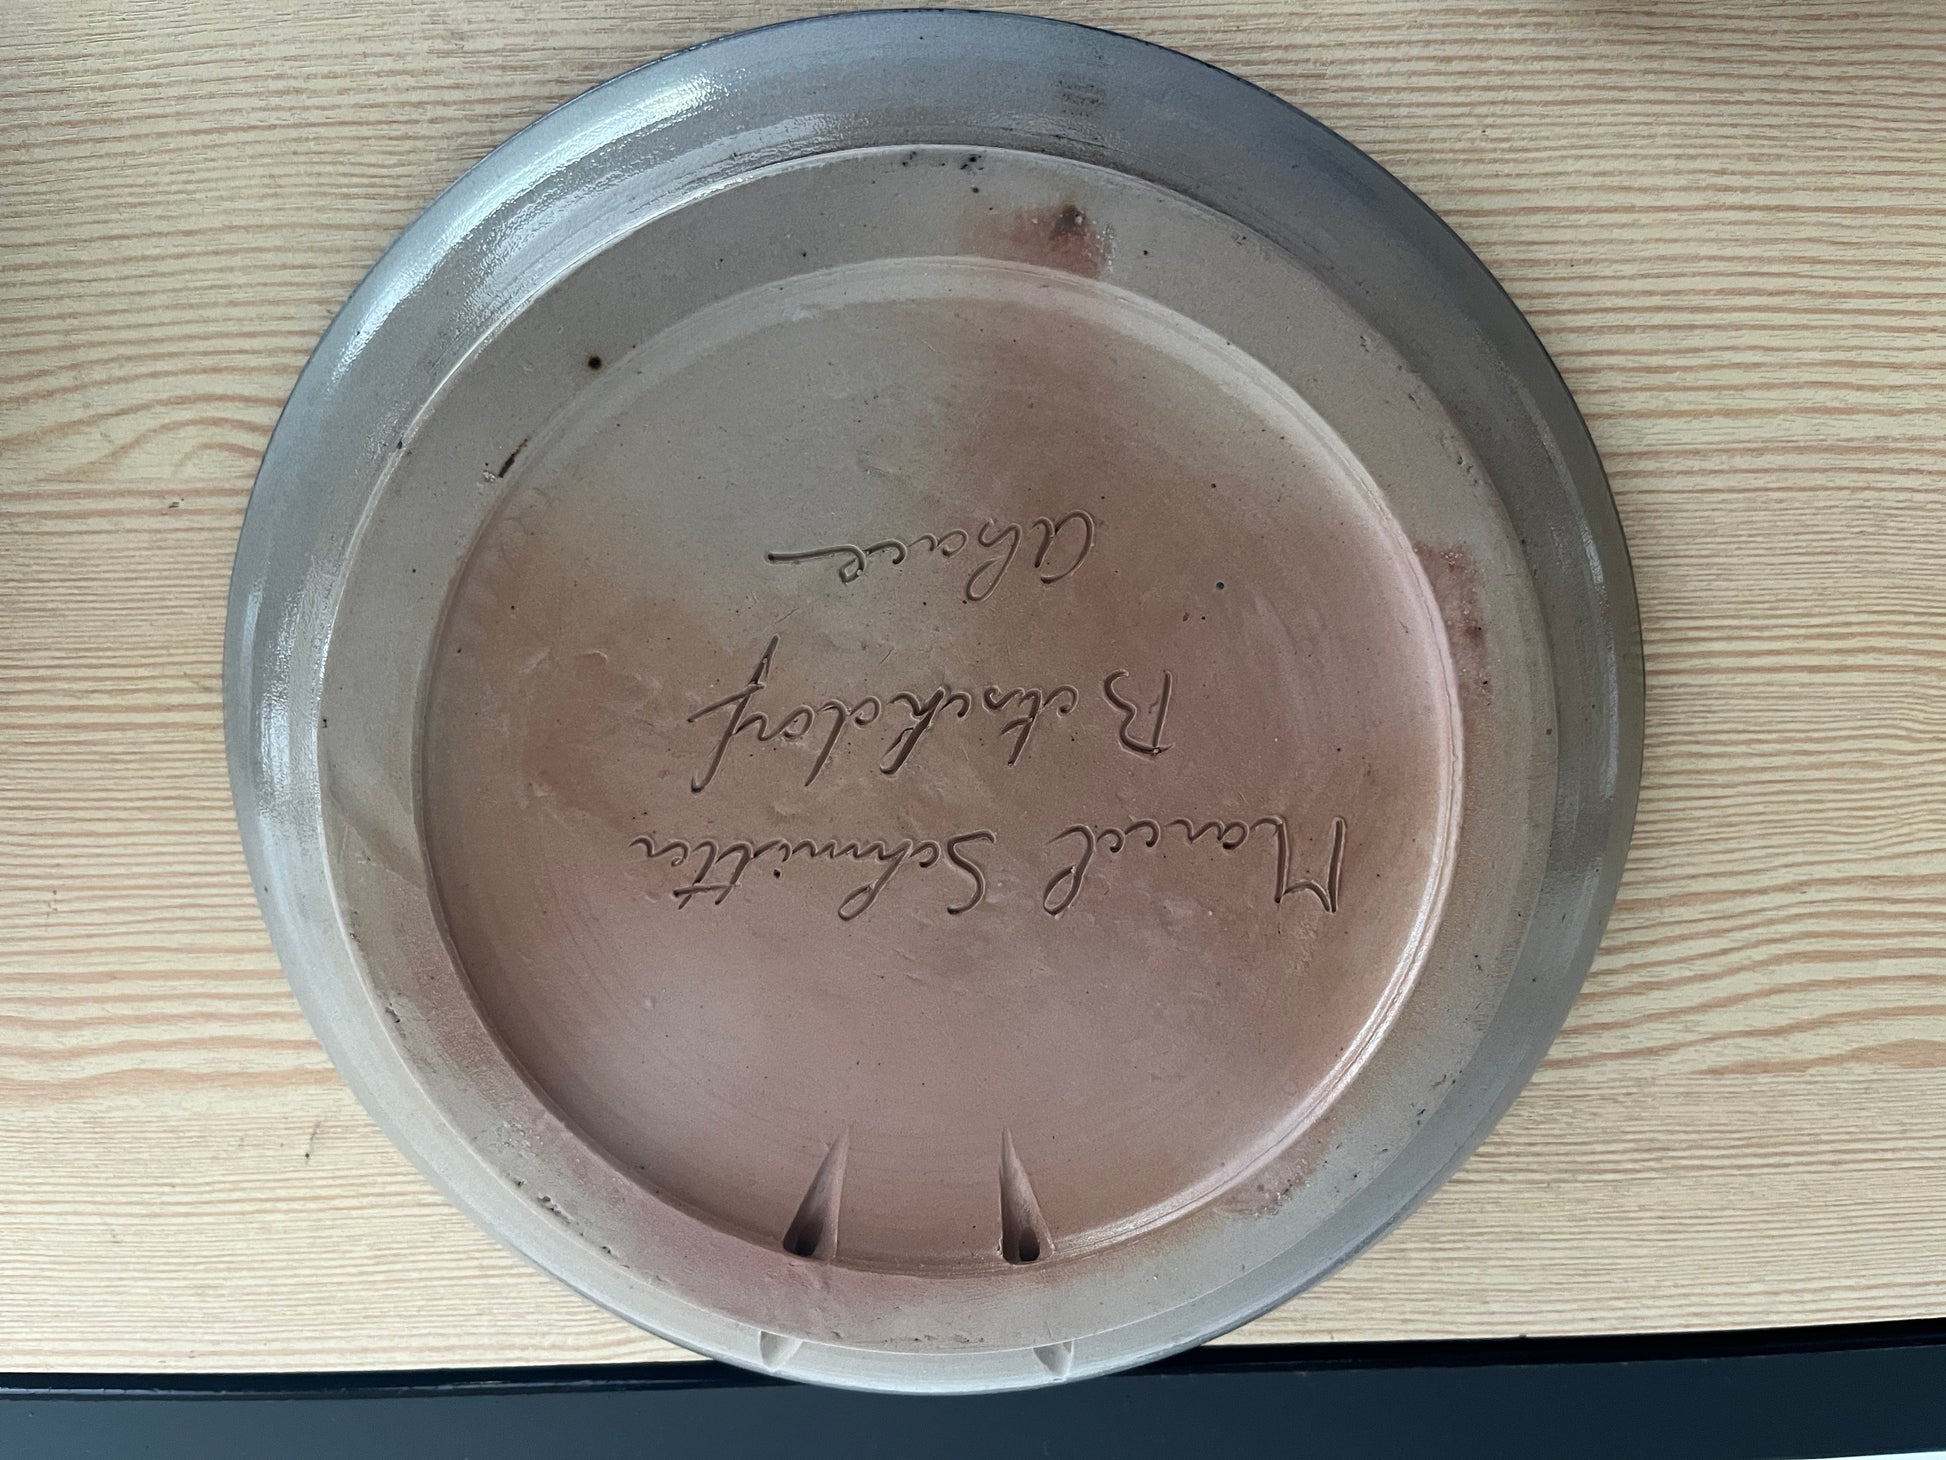 Marcel Schmitter
Betschdorf
Alsace